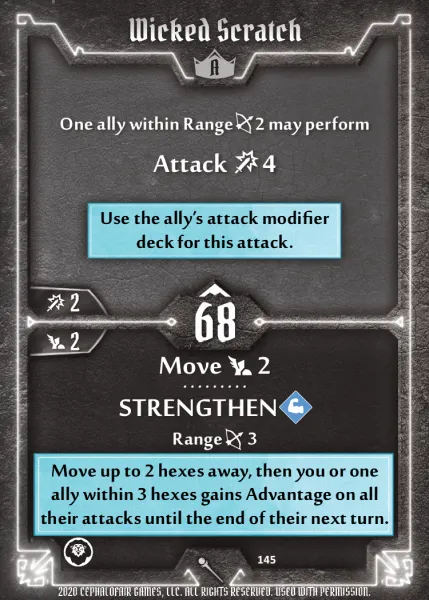 Wicked Scratch
A
One ally within Range 2 may perform
Attack 4
Use the ally's attack modifier
deck for this attack.
2
68
2
Move 2
STRENGTHEN
Range 3
Move up to 2 hexes away, then you or one
ally within 3 hexes gains Advantage on all
their attacks until the end of their next turn.
145
2020 CEPHALOFAIR GAMES, LLC. ALL RIGHTS RESERVED. USED WITH PERMISSION.